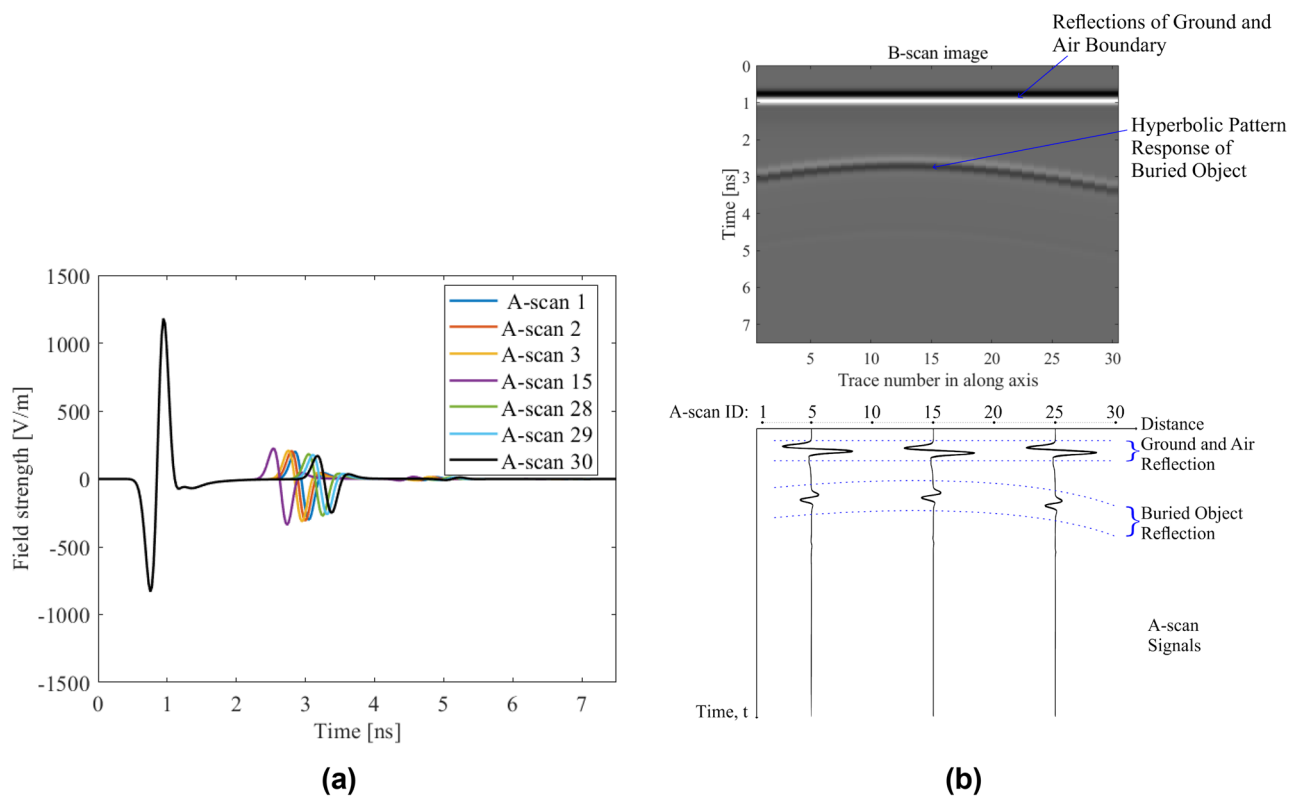 1500
1000
500
0
-500
-1000
-1500
0 1 2 3 4 5 6 7
Field strength [V/m]
Time [ns]
A-scan 1
A-scan 2
A-scan 3
A-scan 15
A-scan 28
A-scan 29
A-scan 30
(a)
Reflections of Ground and
Air Boundary
B-scan image
0
1
2
3
4
5
6
7
Time [ns]
5 10 15 20 25 30
Trace number in along axis
Hyperbolic Pattern
Response of
Buried Object
A-scan ID: 1 5 10 15 20 25 30
Distance
Ground and Air
Reflection
Buried Object
Reflection
A-scan
Signals
Time, t
(b)